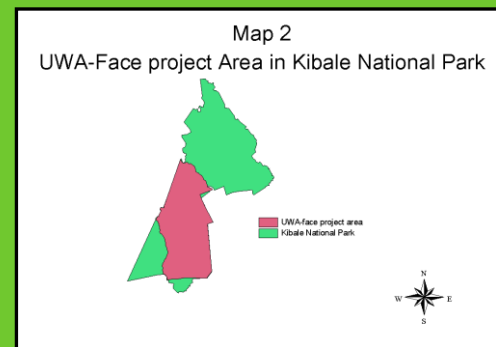 Map 2
UWA-Face project Area in Kibale National Park
UWA-face project area
Kibale National Park
N
W E
S